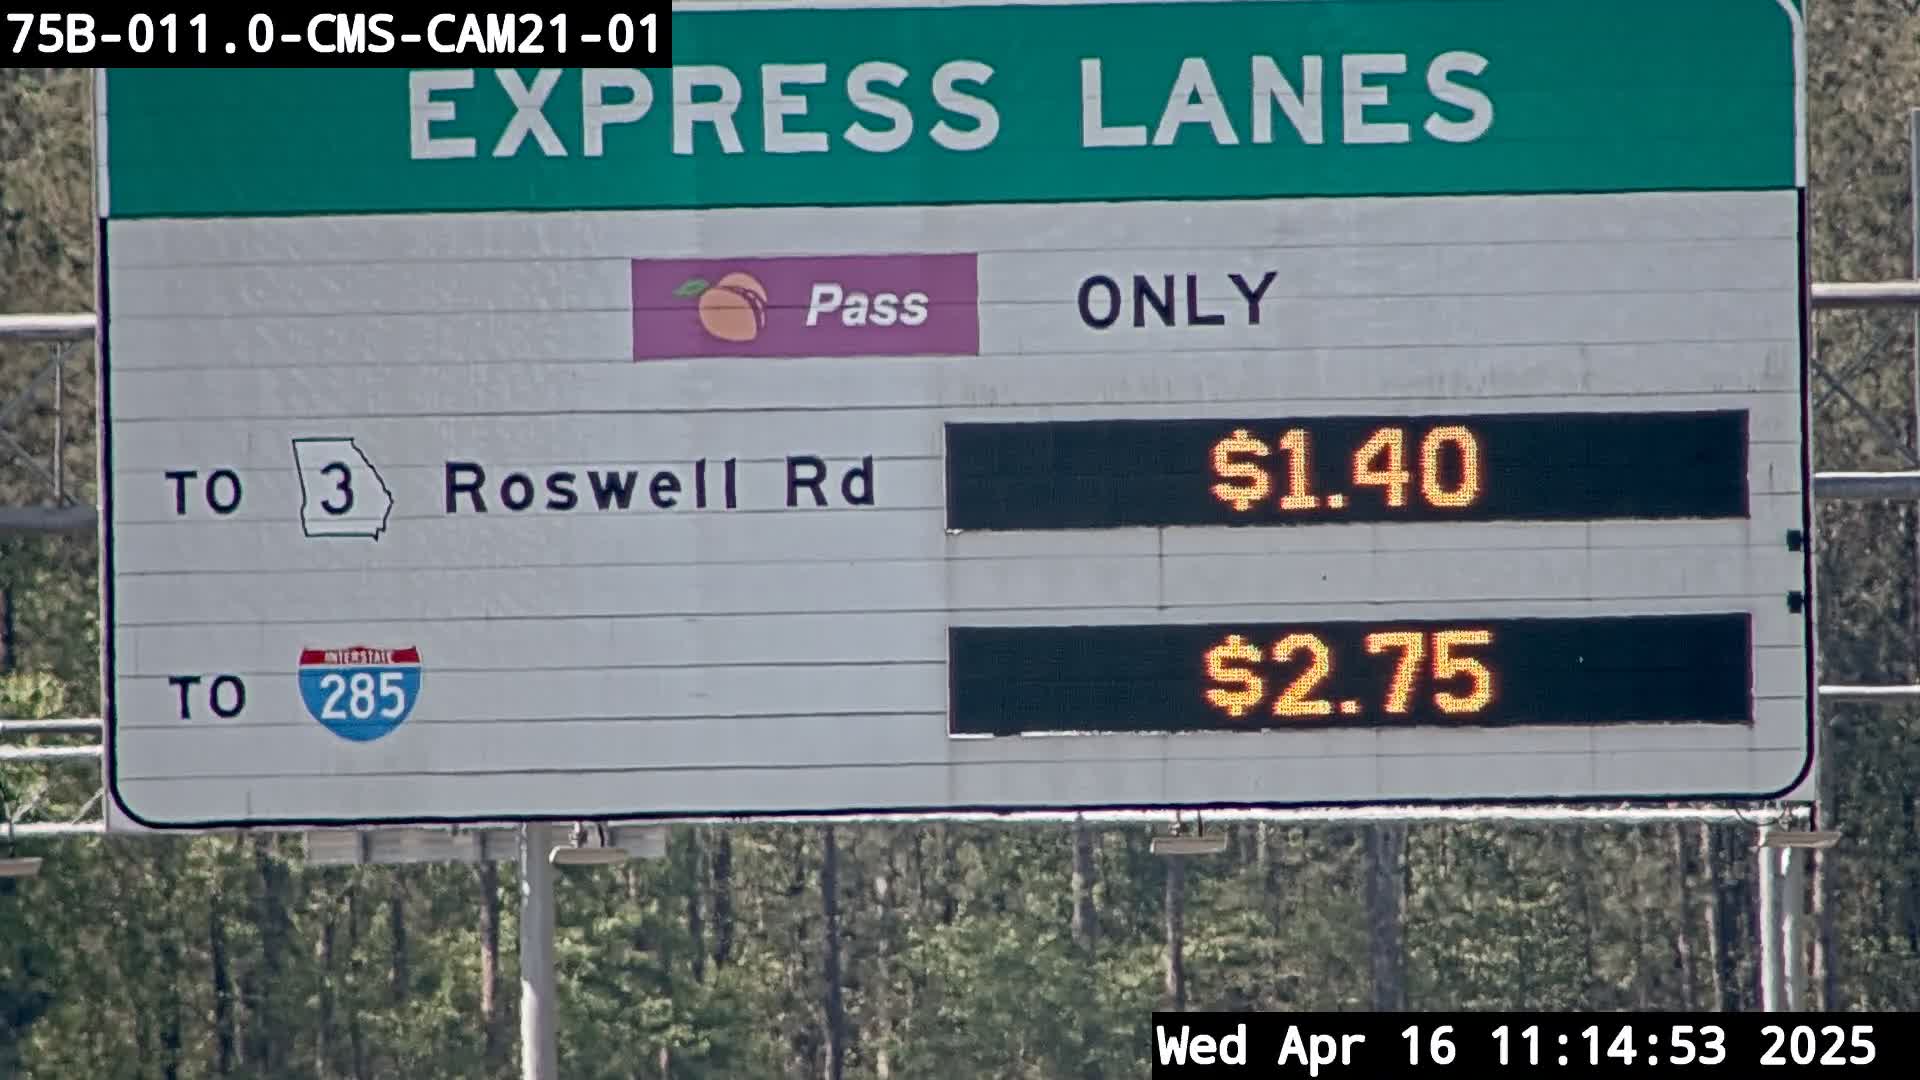 75B-011.0-CMS-CAM21-01
EXPRESS LANES
Pass ONLY
TO 3 Roswell Rd $1.40
TO INTERSTATE 285 $2.75
Wed Apr 16 11:14:53 2025